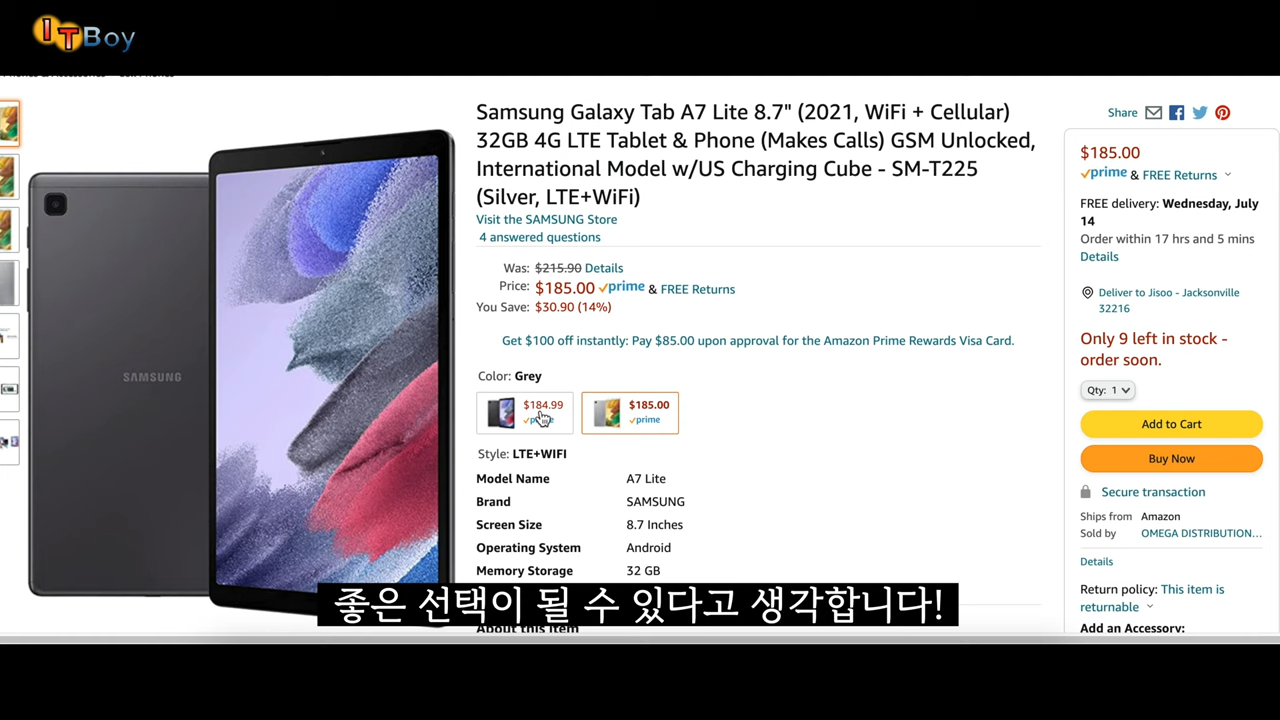 ITBoy
Samsung Galaxy Tab A7 Lite 8.7" (2021, WiFi + Cellular)
32GB 4G LTE Tablet & Phone (Makes Calls) GSM Unlocked,
International Model w/US Charging Cube - SM-T225
(Silver, LTE+WiFi)
Visit the SAMSUNG Store
4 answered questions
Was: $215.90 Details
Price: $185.00 prime & FREE Returns
You Save: $30.90 (14%)
Get $100 off instantly: Pay $85.00 upon approval for the Amazon Prime Rewards Visa Card.
Color: Grey
$184.99
prime
$185.00
prime
Style: LTE+WIFI
Model Name A7 Lite
Brand SAMSUNG
Screen Size 8.7 Inches
Operating System Android
Memory Storage 32 GB
About this item
SAMSUNG
Share
$185.00
prime & FREE Returns
FREE delivery: Wednesday, July
14
Order within 17 hrs and 5 mins
Details
Deliver to Jisoo - Jacksonville
32216
Only 9 left in stock -
order soon.
Qty: 1
Add to Cart
Buy Now
Secure transaction
Ships from Amazon
Sold by OMEGA DISTRIBUTION...
Details
Return policy: This item is
returnable
Add an Accessory:
좋은 선택이 될 수 있다고 생각합니다!